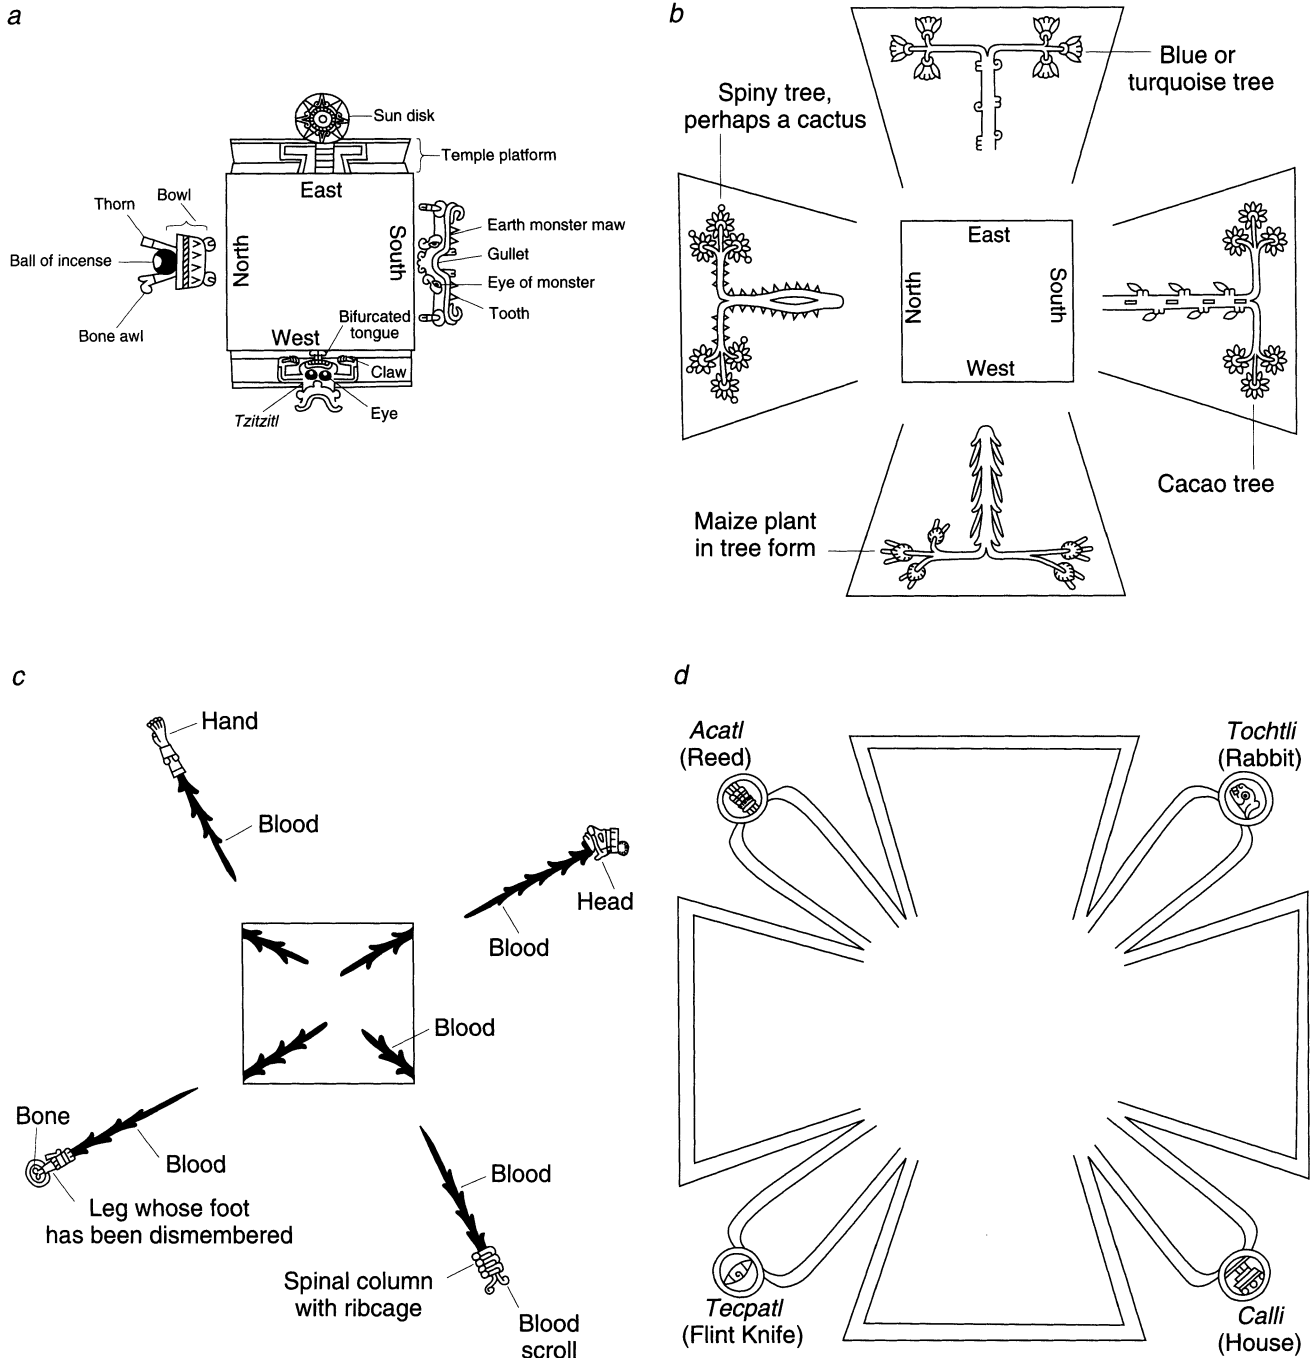 a
Sun disk
Temple platform
East
Bowl
Thorn
North
South
Earth monster maw
Ball of incense
Gullet
Eye of monster
Tooth
Bone awl
Bifurcated
tongue
West
Claw
Eye
Tzitzitl
b
Blue or
turquoise tree
Spiny tree,
perhaps a cactus
East
North
South
West
Cacao tree
Maize plant
in tree form
c
Hand
Blood
Head
Blood
Blood
Bone
Blood
Leg whose foot
has been dismembered
Blood
Spinal column
with ribcage
Blood
scroll
d
Acatl
(Reed)
Tochtli
(Rabbit)
Tecpatl
(Flint Knife)
Calli
(House)